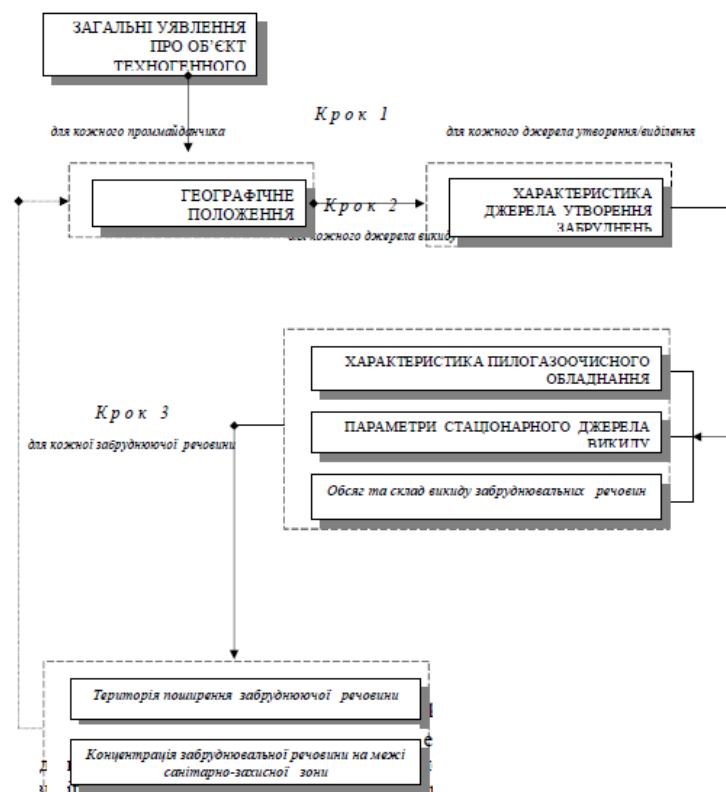 ЗАГАЛЬНІ УЯВЛЕННЯ
ПРО ОБ’ЄКТ
ТЕХНОГЕННОГО
Крок 1
для кожного проммайданчика
для кожного джерела утворення/виділення
ГЕОГРАФІЧНЕ
ПОЛОЖЕННЯ
Крок 2
для кожного джерела викиду
ХАРАКТЕРИСТИКА
ДЖЕРЕЛА УТВОРЕННЯ
ЗАБРУДНЕНЬ
ХАРАКТЕРИСТИКА ПИЛОГАЗООЧИСНОГО
ОБЛАДНАННЯ
Крок 3
для кожної забруднюючої речовини
ПАРАМЕТРИ СТАЦІОНАРНОГО ДЖЕРЕЛА
ВИКИДУ
Обсяг та склад викиду забруднювальних речовин
Територія поширення забруднюючої речовини
Концентрація забруднювальної речовини на межі
санітарно-захисної зони